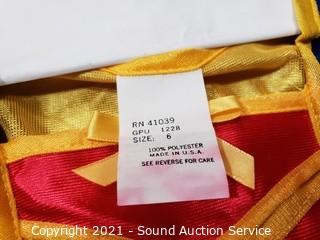 RN 41039
GPU 1228
SIZE: 6
100% POLYESTER
MADE IN U.S.A.
SEE REVERSE FOR CARE
Copyright 2021 - Sound Auction Service